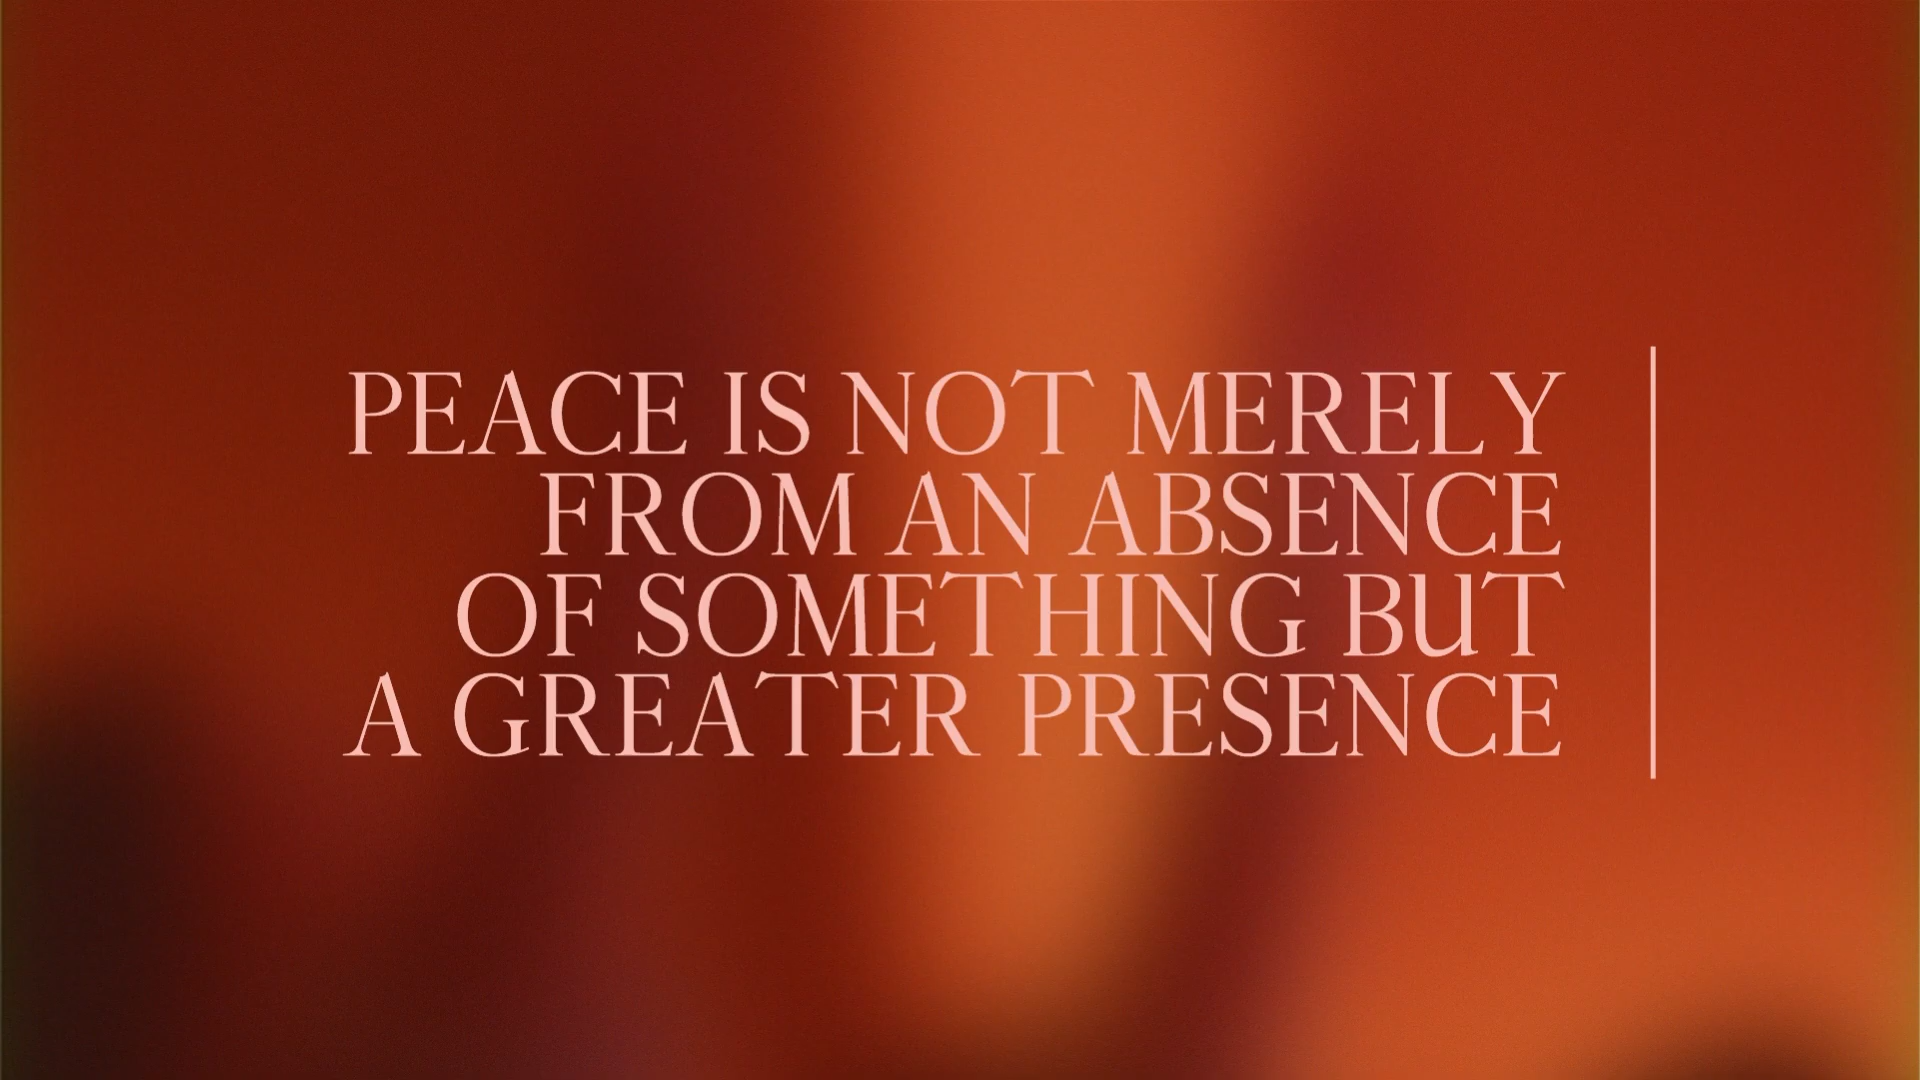 PEACE IS NOT MERELY
FROM AN ABSENCE
OF SOMETHING BUT
A GREATER PRESENCE